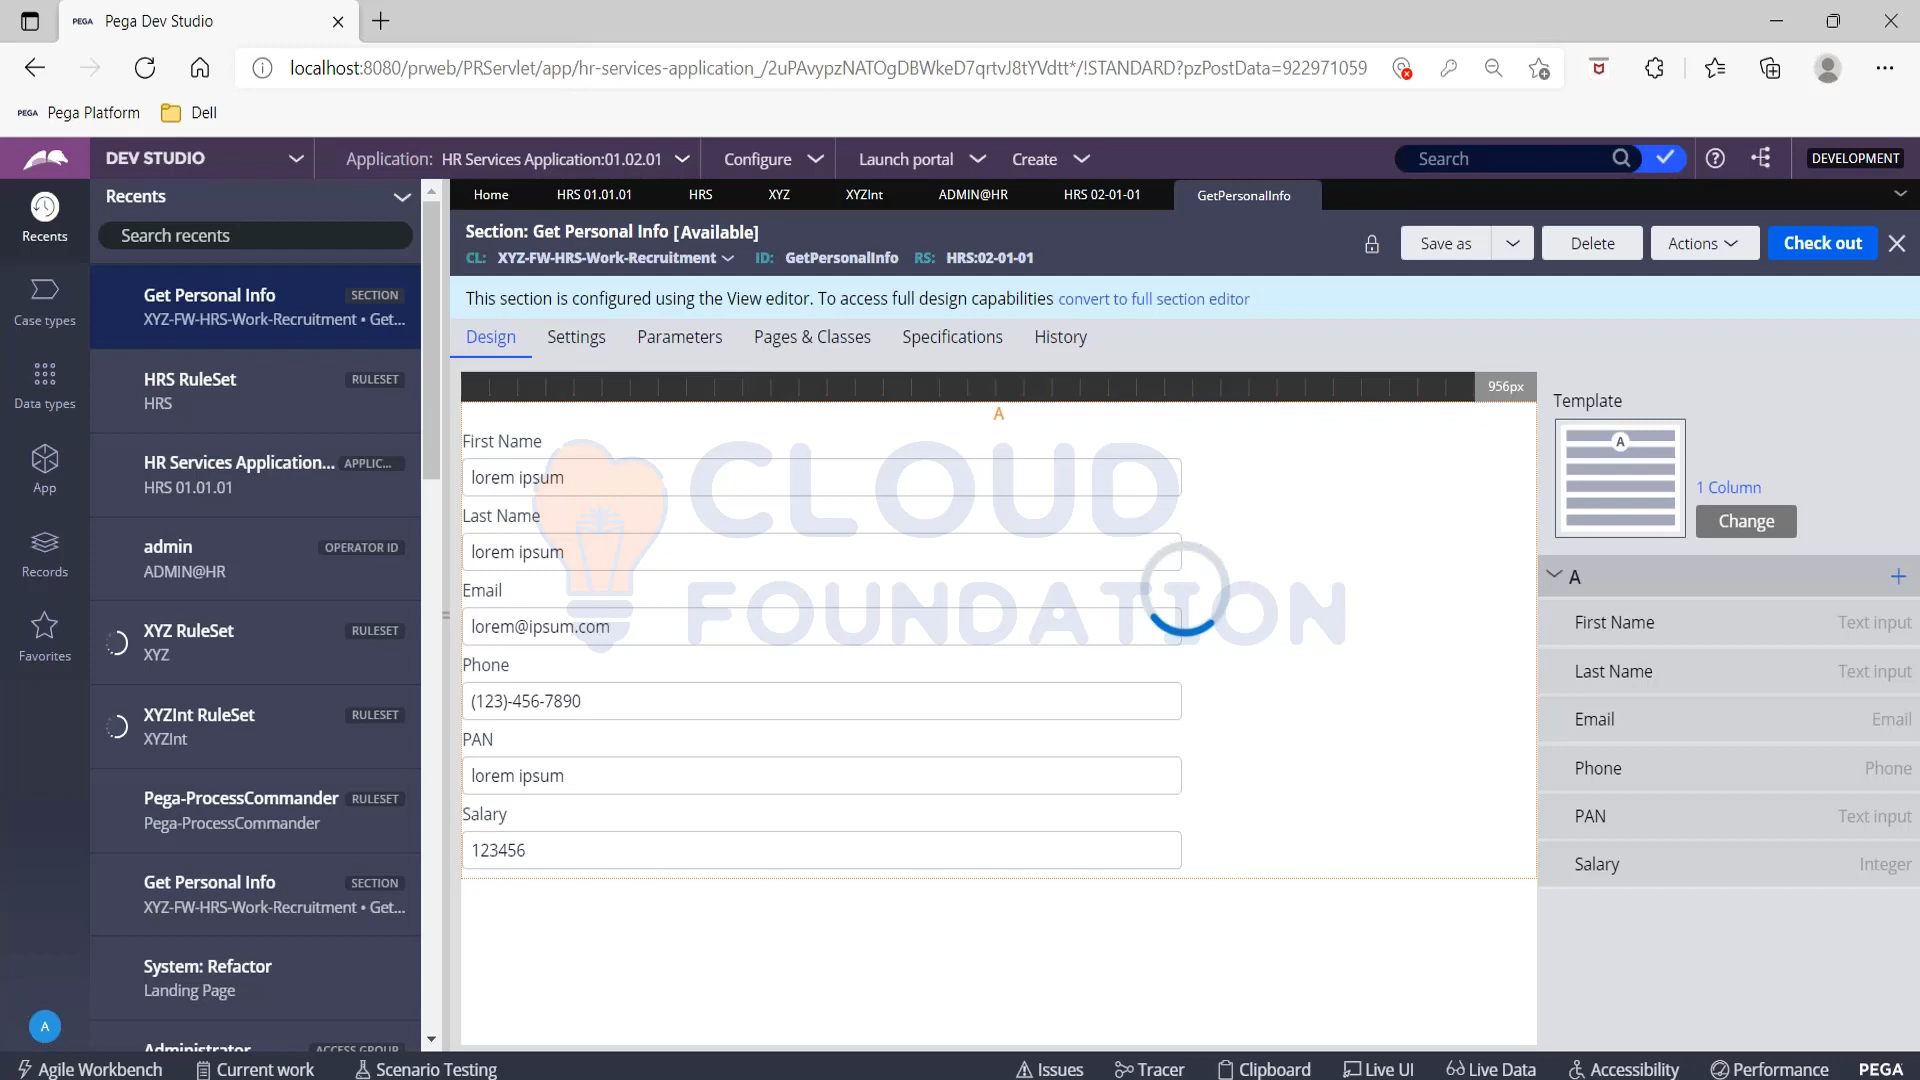 PEGA Pega Dev Studio
localhost:8080/prweb/PRServlet/app/hr-services-application_/2uPAvypzNATOgDBWkeD7qrtvJ8tYVdtt*/!STANDARD?pzPostData=922971059
PEGA Pega Platform Dell
DEV STUDIO Application: HR Services Application:01.02.01 Configure Launch portal Create Search DEVELOPMENT
Home HRS 01.01.01 HRS XYZ XYZInt ADMIN@HR HRS 02-01-01 GetPersonalInfo
Recents
Case types
Data types
App
Records
Favorites
A
Recents
Search recents
Get Personal Info SECTION
XYZ-FW-HRS-Work-Recruitment • Get...
HRS RuleSet RULESET
HRS
HR Services Application... APPLIC...
HRS 01.01.01
admin OPERATOR ID
ADMIN@HR
XYZ RuleSet RULESET
XYZ
XYZInt RuleSet RULESET
XYZInt
Pega-ProcessCommander RULESET
Pega-ProcessCommander
Get Personal Info SECTION
XYZ-FW-HRS-Work-Recruitment • Get...
System: Refactor
Landing Page
Administrator ACCESS GROUP
Section: Get Personal Info [Available]
CL: XYZ-FW-HRS-Work-Recruitment ID: GetPersonalInfo RS: HRS:02-01-01
Save as Delete Actions Check out
This section is configured using the View editor. To access full design capabilities convert to full section editor
Design Settings Parameters Pages & Classes Specifications History
956px
A
First Name
lorem ipsum
Last Name
lorem ipsum
Email
lorem@ipsum.com
Phone
(123)-456-7890
PAN
lorem ipsum
Salary
123456
CLOUD
FOUNDATION
Template
A
1 Column
Change
A
First Name Text input
Last Name Text input
Email Email
Phone Phone
PAN Text input
Salary Integer
Agile Workbench Current work Scenario Testing Issues Tracer Clipboard Live UI Live Data Accessibility Performance PEGA